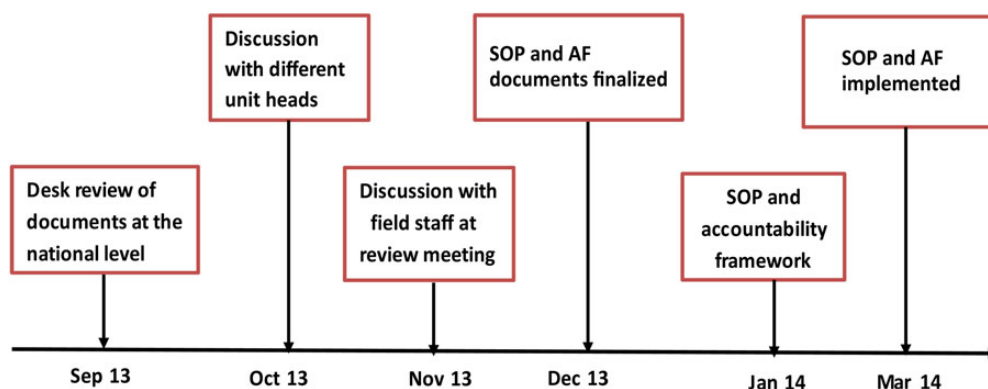 Desk review of
documents at the
national level
Discussion
with different
unit heads
Discussion with
field staff at
review meeting
SOP and AF
documents finalized
SOP and
accountability
framework
SOP and AF
implemented
Sep 13
Oct 13
Nov 13
Dec 13
Jan 14
Mar 14